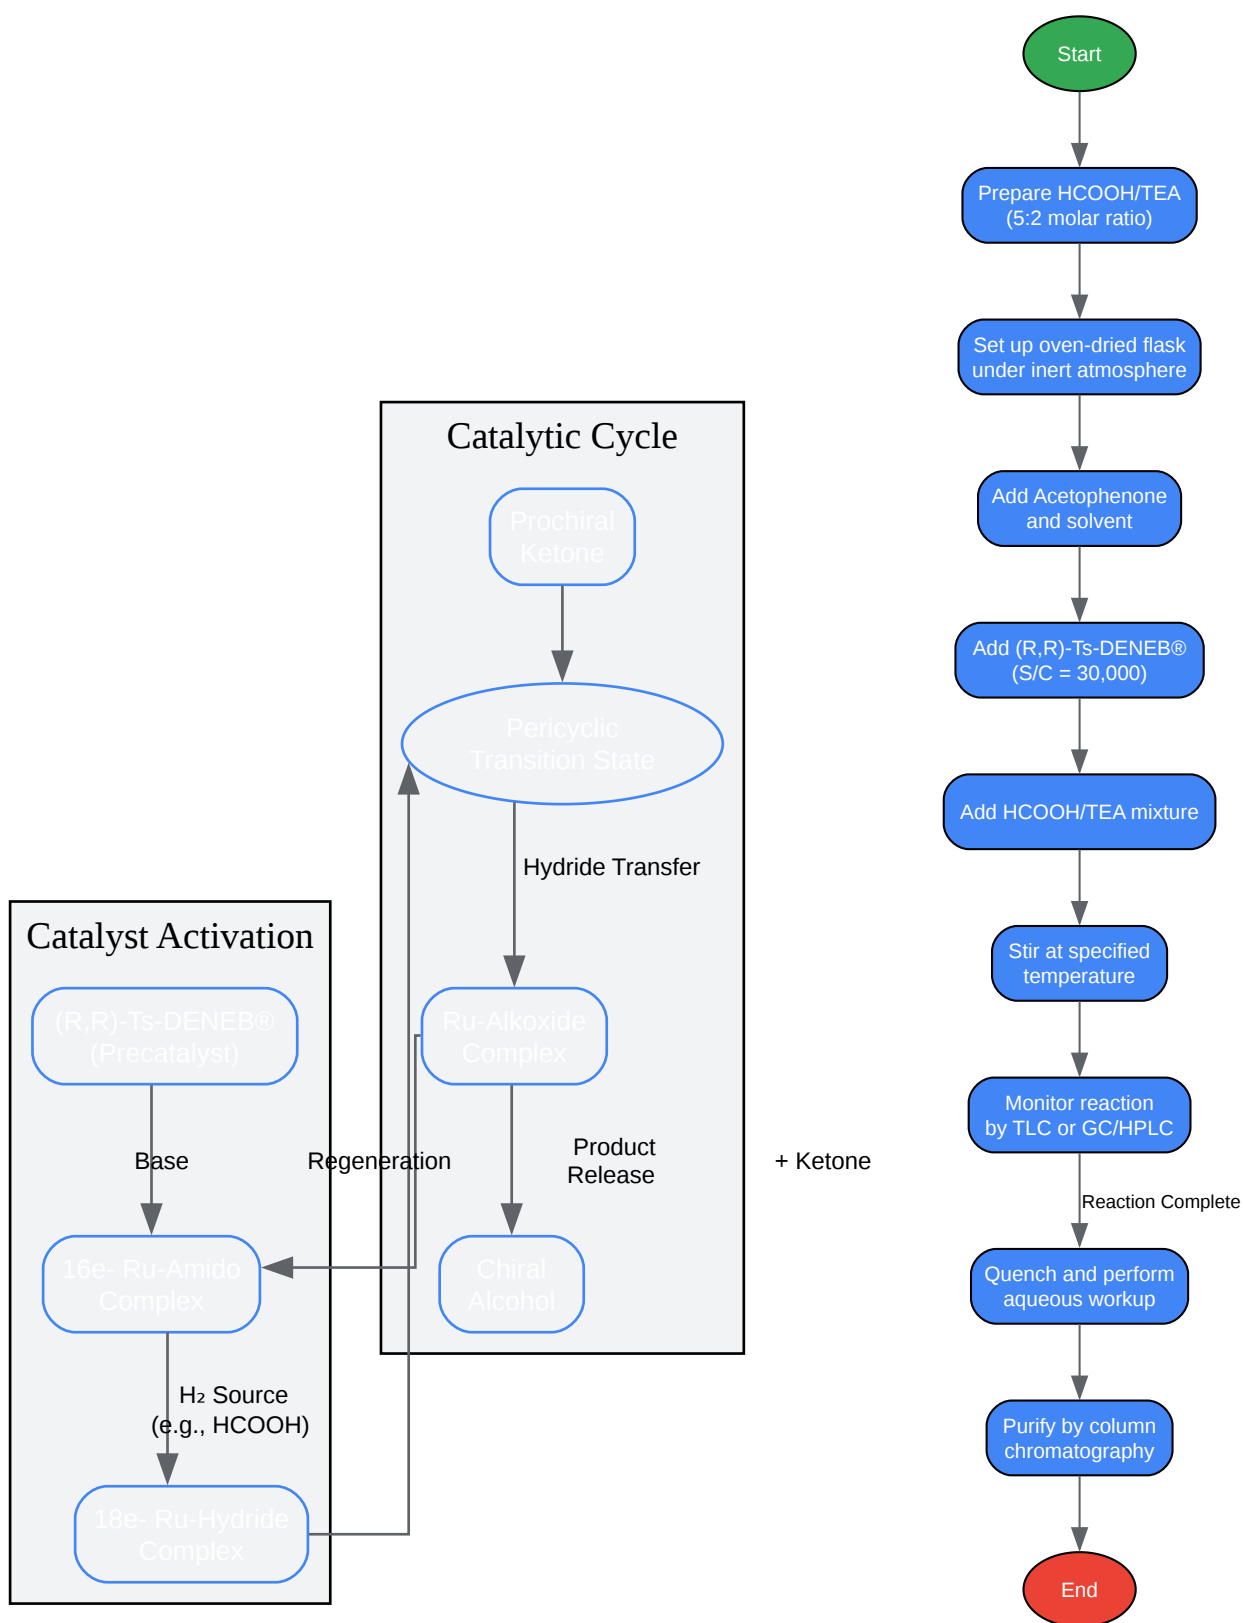 Catalytic Cycle
Prochiral
Ketone
Pericyclic
Transition State
Hydride Transfer
Ru-Alkoxide
Complex
Product
Release
Chiral
Alcohol
Catalyst Activation
(R,R)-Ts-DENEB®
(Precatalyst)
Base
Regeneration
16e- Ru-Amido
Complex
H₂ Source
(e.g., HCOOH)
18e- Ru-Hydride
Complex
+ Ketone
Start
Prepare HCOOH/TEA
(5:2 molar ratio)
Set up oven-dried flask
under inert atmosphere
Add Acetophenone
and solvent
Add (R,R)-Ts-DENEB®
(S/C = 30,000)
Add HCOOH/TEA mixture
Stir at specified
temperature
Monitor reaction
by TLC or GC/HPLC
Reaction Complete
Quench and perform
aqueous workup
Purify by column
chromatography
End